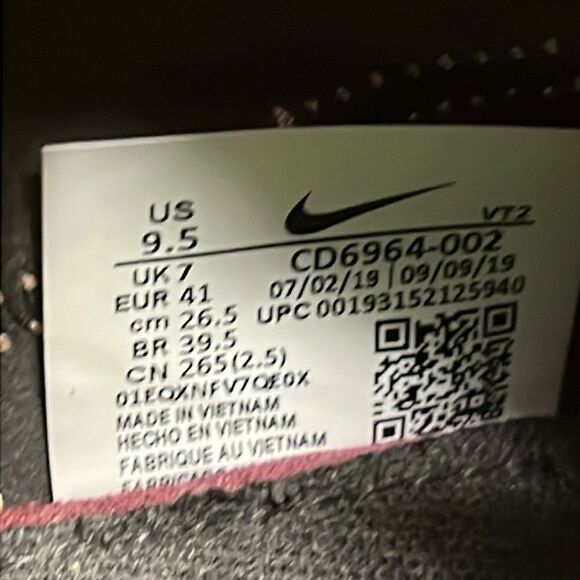 US
9.5
VT2
UK 7
CD6964-002
EUR 41
07/02/19 | 09/09/19
cm 26.5
UPC 00193152125940
BR 39.5
CN 265(2.5)
01EQXNFV7QE0X
MADE IN VIETNAM
HECHO EN VIETNAM
FABRIQUE AU VIETNAM